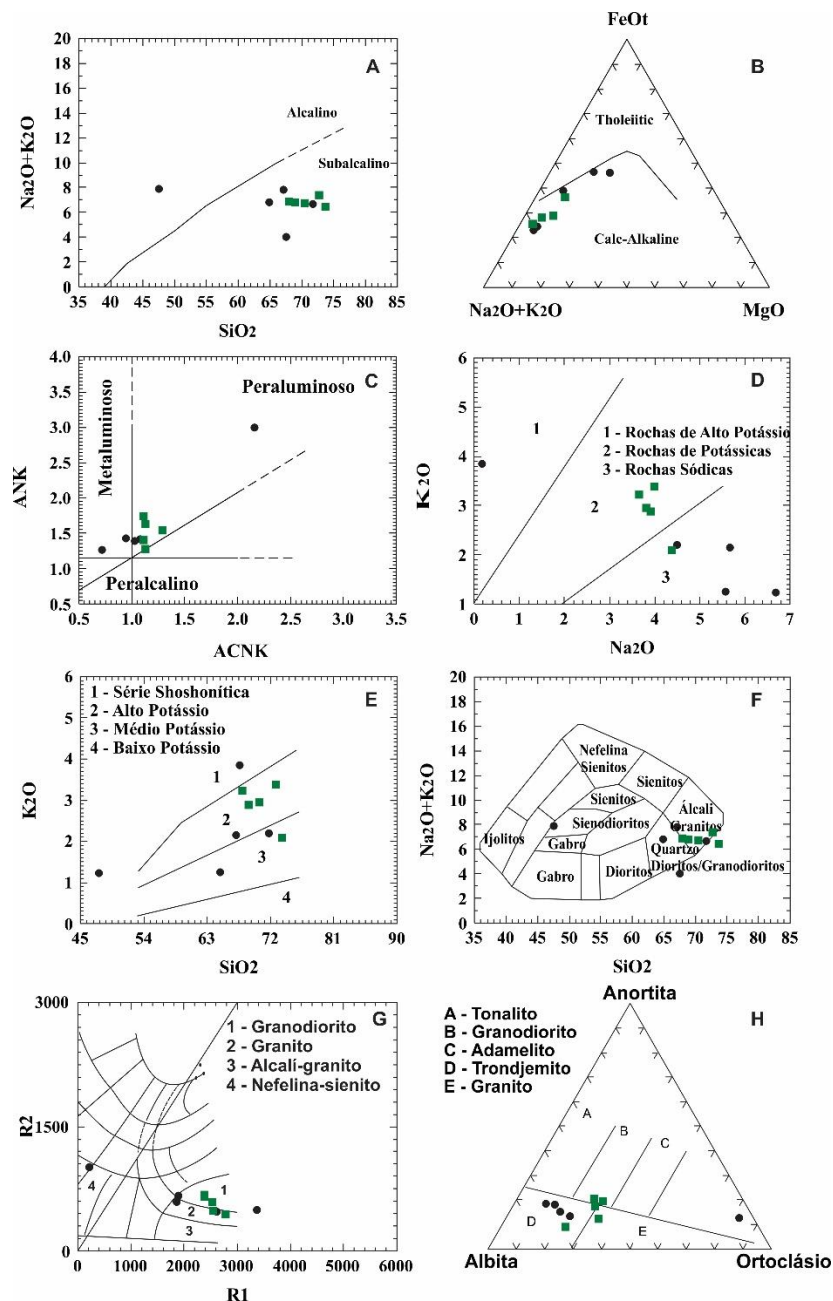 FeOt
20
18
16
14
12
10
8
6
4
2
0
A
Alcalino
Subalcalino
Na2O+K2O
35 40 45 50 55 60 65 70 75 80 85
SiO2
B
Tholeiitic
Calc-Alkaline
Na2O+K2O
MgO
4.0
3.5
3.0
2.5
2.0
1.5
1.0
0.5
C
Metaluminoso
Peraluminoso
Peralcalino
ANK
0.5 1.0 1.5 2.0 2.5 3.0 3.5
ACNK
6
5
4
3
2
1
D
1
1 - Rochas de Alto Potássio
2 - Rochas de Potássicas
3 - Rochas Sódicas
2
3
K2O
0 1 2 3 4 5 6 7
Na2O
6
5
4
3
2
1
0
E
1 - Série Shoshonítica
2 - Alto Potássio
3 - Médio Potássio
4 - Baixo Potássio
1
2
3
4
K2O
45 54 63 72 81 90
SiO2
20
18
16
14
12
10
8
6
4
2
0
F
Nefelina
Sienitos
Sienitos
Sienitos
Álcali
Granitos
Sienodioritos
Ijolitos
Gabro
Quartzo
Dioritos/Granodioritos
Gabro
Dioritos
Na2O+K2O
35 40 45 50 55 60 65 70 75 80 85
SiO2
3000
1500
0
G
1 - Granodiorito
2 - Granito
3 - Alcalí-granito
4 - Nefelina-sienito
1
2
3
4
R2
0 1000 2000 3000 4000 5000 6000
R1
Anortita
H
A - Tonalito
B - Granodiorito
C - Adamelito
D - Trondjemito
E - Granito
A
B
C
D
E
Albita
Ortoclásio